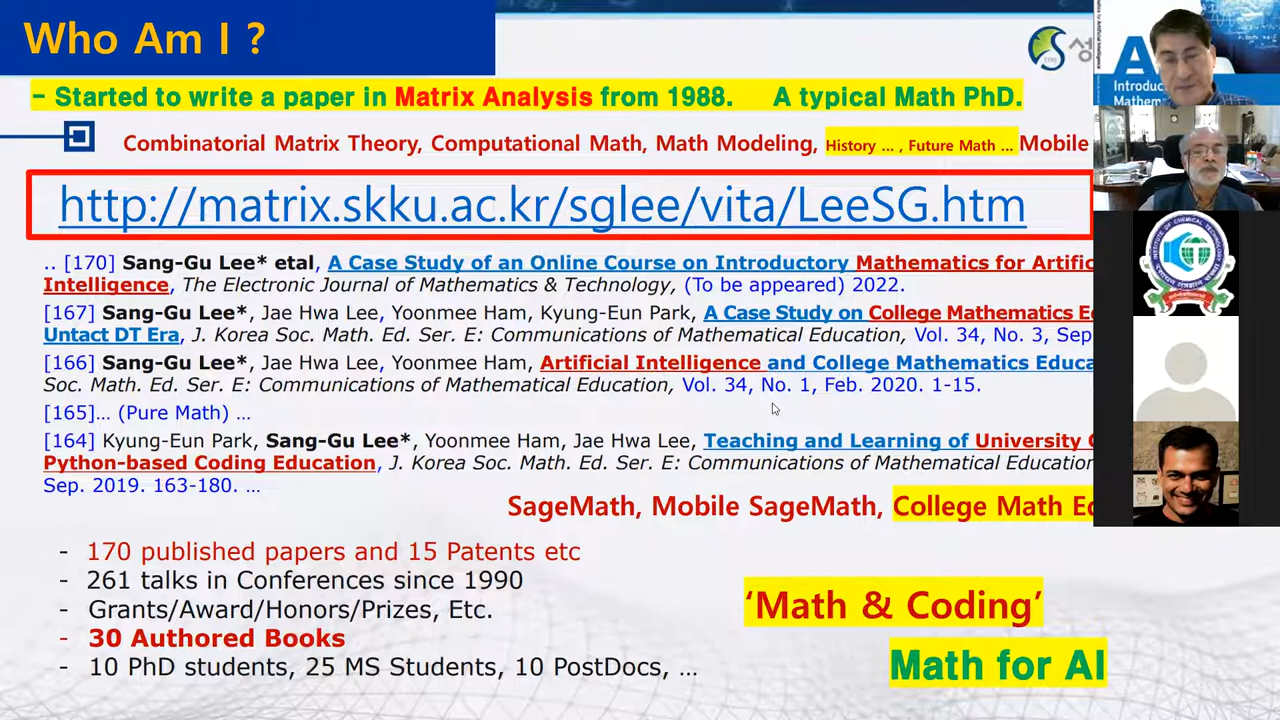 Who Am I ?
성
A
Introduc
Mathem
- Started to write a paper in Matrix Analysis from 1988. A typical Math PhD.
Combinatorial Matrix Theory, Computational Math, Math Modeling, History ... , Future Math ... Mobile
http://matrix.skku.ac.kr/sglee/vita/LeeSG.htm
.. [170] Sang-Gu Lee* etal, A Case Study of an Online Course on Introductory Mathematics for Artific
Intelligence, The Electronic Journal of Mathematics & Technology, (To be appeared) 2022.
[167] Sang-Gu Lee*, Jae Hwa Lee, Yoonmee Ham, Kyung-Eun Park, A Case Study on College Mathematics Ed
Untact DT Era, J. Korea Soc. Math. Ed. Ser. E: Communications of Mathematical Education, Vol. 34, No. 3, Sep
[166] Sang-Gu Lee*, Jae Hwa Lee, Yoonmee Ham, Artificial Intelligence and College Mathematics Educa
Soc. Math. Ed. Ser. E: Communications of Mathematical Education, Vol. 34, No. 1, Feb. 2020. 1-15.
[165]... (Pure Math) ...
[164] Kyung-Eun Park, Sang-Gu Lee*, Yoonmee Ham, Jae Hwa Lee, Teaching and Learning of University C
Python-based Coding Education, J. Korea Soc. Math. Ed. Ser. E: Communications of Mathematical Education
Sep. 2019. 163-180. ...
SageMath, Mobile SageMath, College Math Ed
- 170 published papers and 15 Patents etc
- 261 talks in Conferences since 1990
- Grants/Award/Honors/Prizes, Etc.
- 30 Authored Books
- 10 PhD students, 25 MS Students, 10 PostDocs, ...
‘Math & Coding’
Math for AI